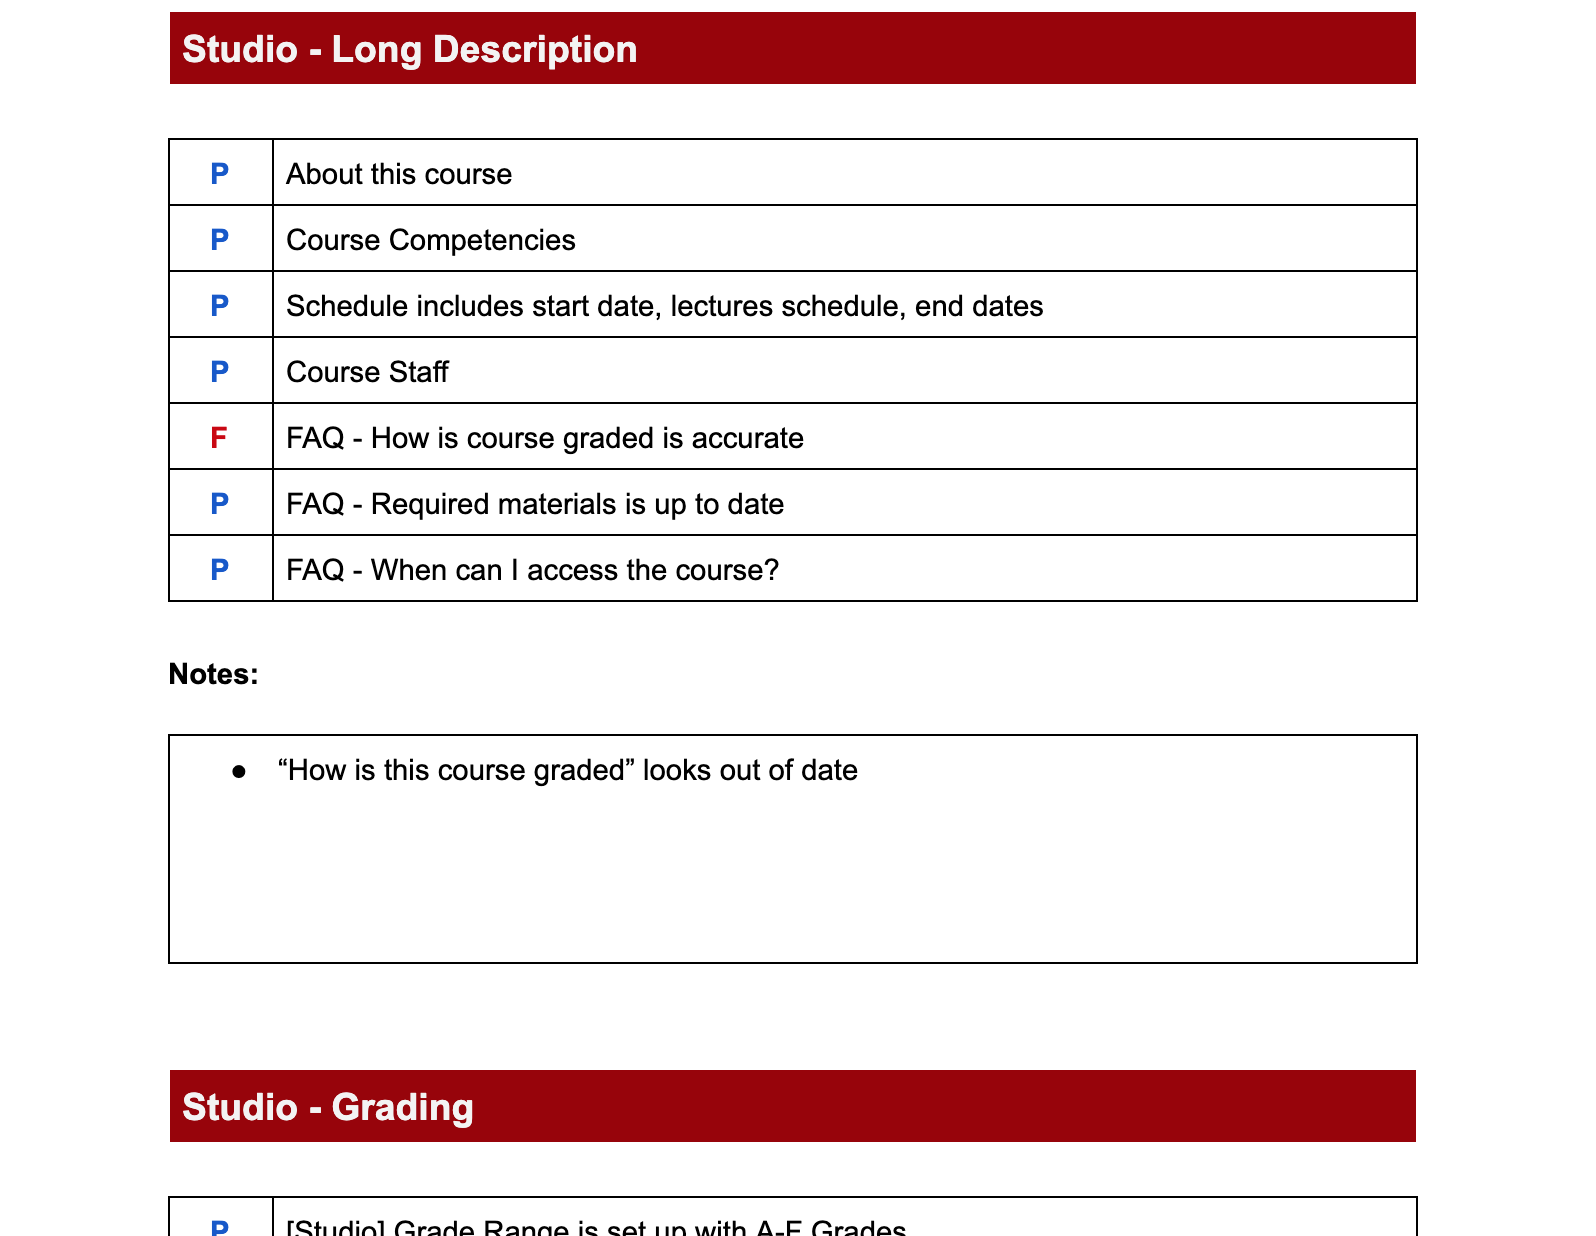 Studio - Long Description
P About this course
P Course Competencies
P Schedule includes start date, lectures schedule, end dates
P Course Staff
F FAQ - How is course graded is accurate
P FAQ - Required materials is up to date
P FAQ - When can I access the course?
Notes:
● “How is this course graded” looks out of date
Studio - Grading
P [Studio] Grade Range is set up with A-F Grades